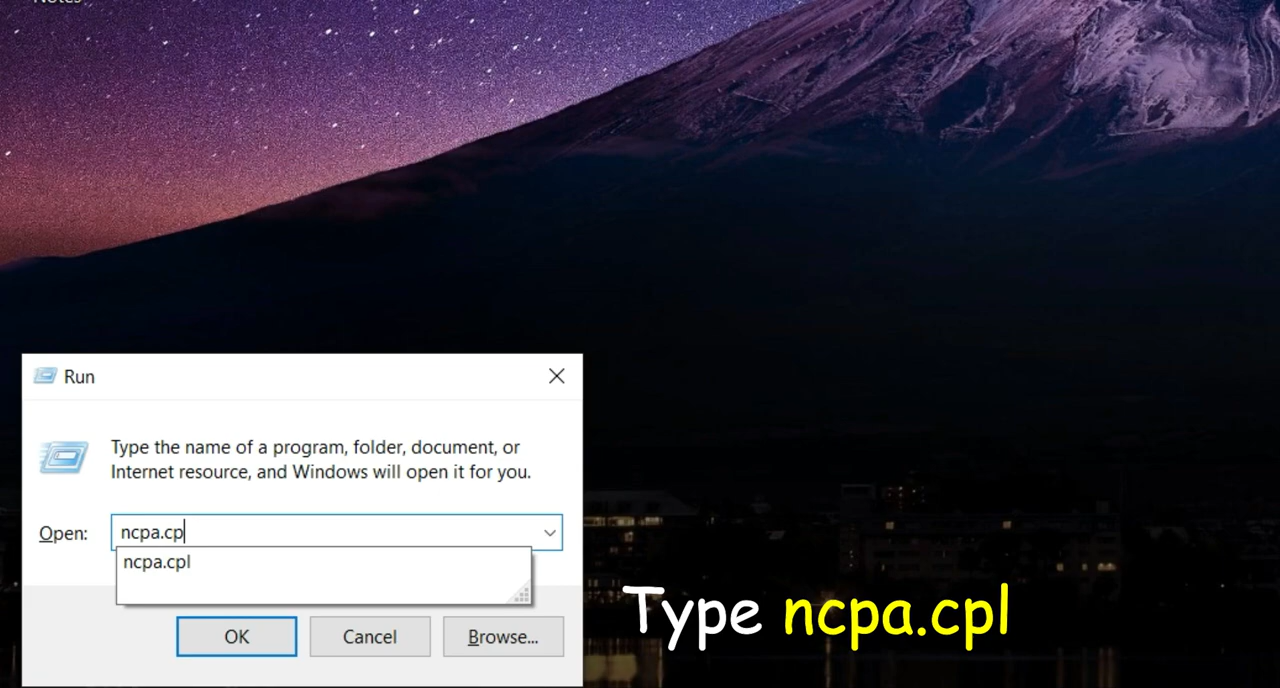 Notes
Run
Type the name of a program, folder, document, or
Internet resource, and Windows will open it for you.
Open: ncpa.cp
ncpa.cpl
OK Cancel Browse...
Type ncpa.cpl